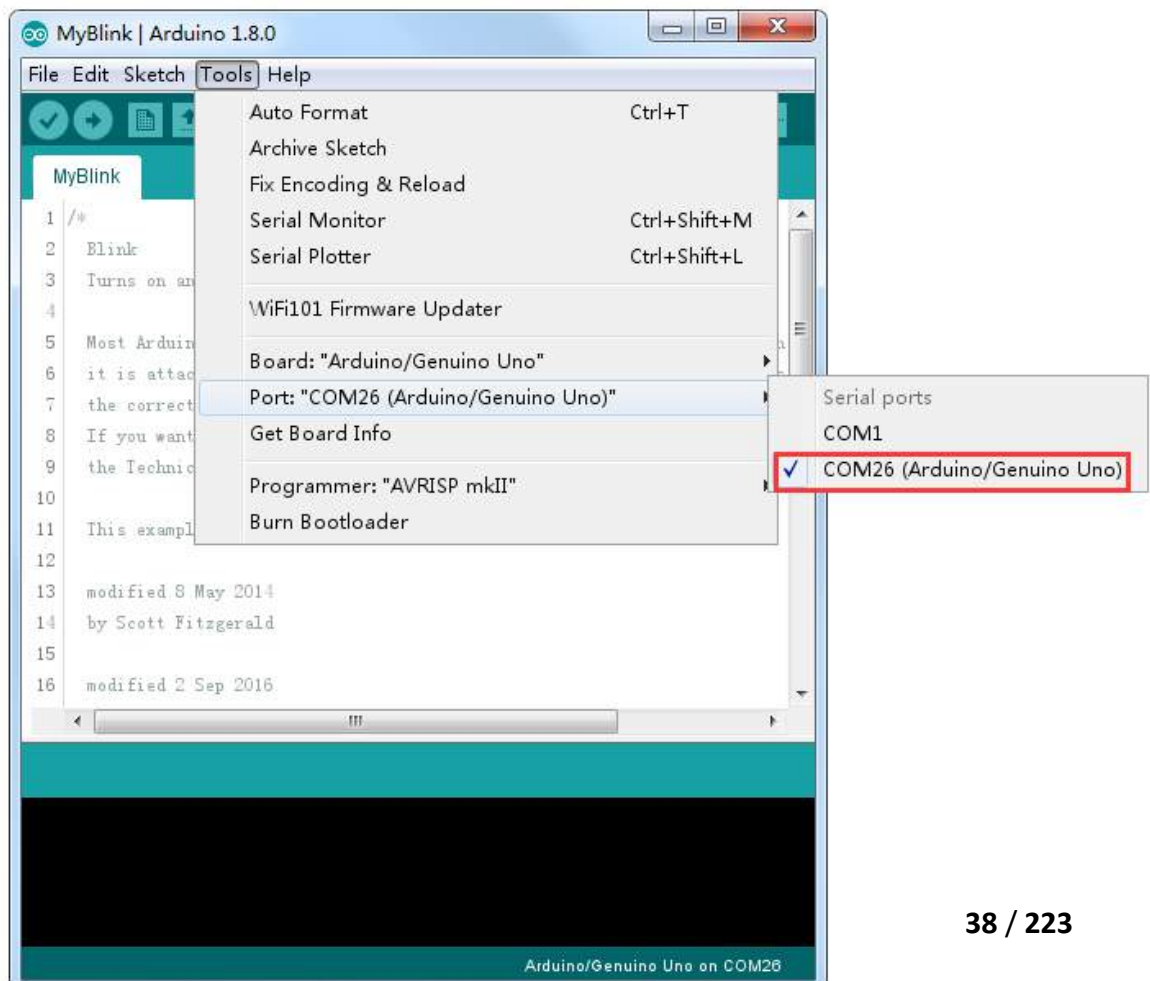 MyBlink | Arduino 1.8.0
File Edit Sketch Tools Help
Auto Format Ctrl+T
Archive Sketch
Fix Encoding & Reload
Serial Monitor Ctrl+Shift+M
Serial Plotter Ctrl+Shift+L
WiFi101 Firmware Updater
Board: "Arduino/Genuino Uno"
Port: "COM26 (Arduino/Genuino Uno)"
Get Board Info
Programmer: "AVRISP mkII"
Burn Bootloader
Serial ports
COM1
COM26 (Arduino/Genuino Uno)
MyBlink
1 /*
2 Blink
3 Turns on an
4
5 Most Arduin
6 it is attac
7 the correct
8 If you want
9 the Technic
10
11 This exampl
12
13 modified 8 May 2014
14 by Scott Fitzgerald
15
16 modified 2 Sep 2016
Arduino/Genuino Uno on COM26
38 / 223